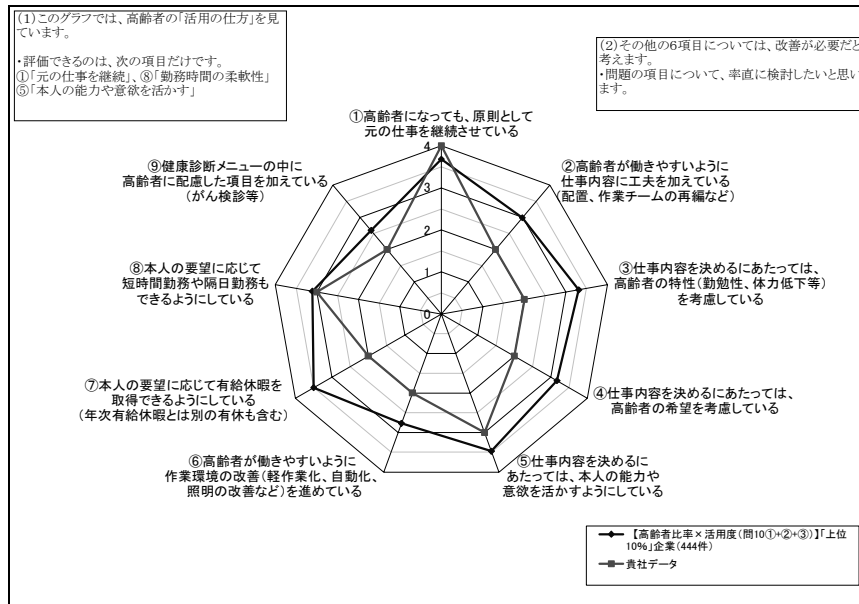 (1)このグラフでは、高齢者の「活用の仕方」を見
ています。
・評価できるのは、次の項目だけです。
①「元の仕事を継続」、⑧「勤務時間の柔軟性」
⑤「本人の能力や意欲を活かす」
(2)その他の6項目については、改善が必要だと
考えます。
・問題の項目について、率直に検討したいと思い
ます。
①高齢者になっても、原則として
元の仕事を継続させている
②高齢者が働きやすいように
仕事内容に工夫を加えている
(配置、作業チームの再編など)
③仕事内容を決めるにあたっては、
高齢者の特性(勤勉性、体力低下等)
を考慮している
④仕事内容を決めるにあたっては、
高齢者の希望を考慮している
⑤仕事内容を決めるに
あたっては、本人の能力や
意欲を活かすようにしている
⑥高齢者が働きやすいように
作業環境の改善(軽作業化、自動化、
照明の改善など)を進めている
⑦本人の要望に応じて有給休暇を
取得できるようにしている
(年次有給休暇とは別の有休も含む)
⑧本人の要望に応じて
短時間勤務や隔日勤務も
できるようにしている
⑨健康診断メニューの中に
高齢者に配慮した項目を加えている
(がん検診等)
4
3
2
1
0
【高齢者比率×活用度(問10①+②+③)】「上位
10%」企業(444件)
貴社データ